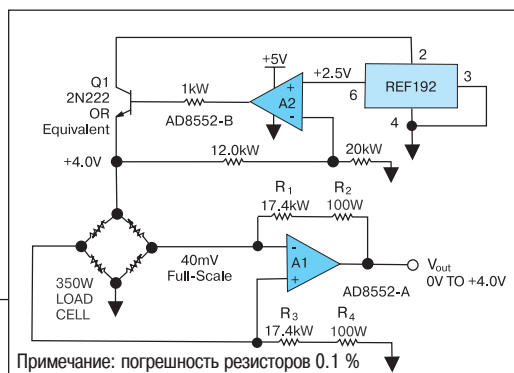 Q1
2N222
OR
Equivalent
1kW
+5V
+
A2
-
AD8552-B
+2.5V
2
6
REF192
3
4
+4.0V
12.0kW
20kW
R1
17.4kW
R2
100W
40mV
Full-Scale
-
A1
+
350W
LOAD
CELL
Vout
0V TO +4.0V
AD8552-A
R3
17.4kW
R4
100W
Примечание: погрешность резисторов 0.1 %